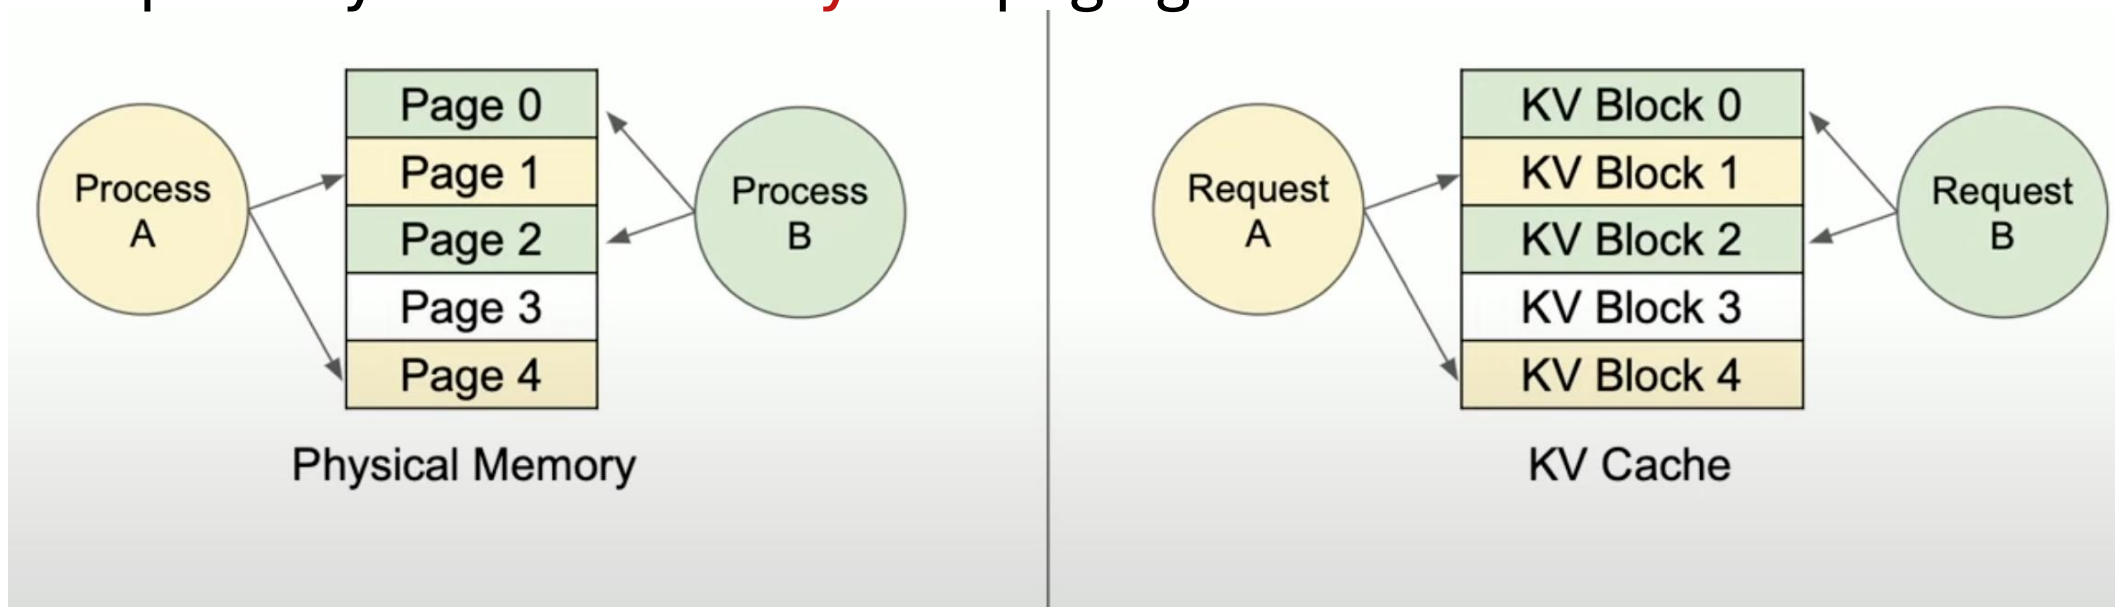 Process
A
Page 0
Page 1
Page 2
Page 3
Page 4
Process
B
Physical Memory
Request
A
KV Block 0
KV Block 1
KV Block 2
KV Block 3
KV Block 4
Request
B
KV Cache